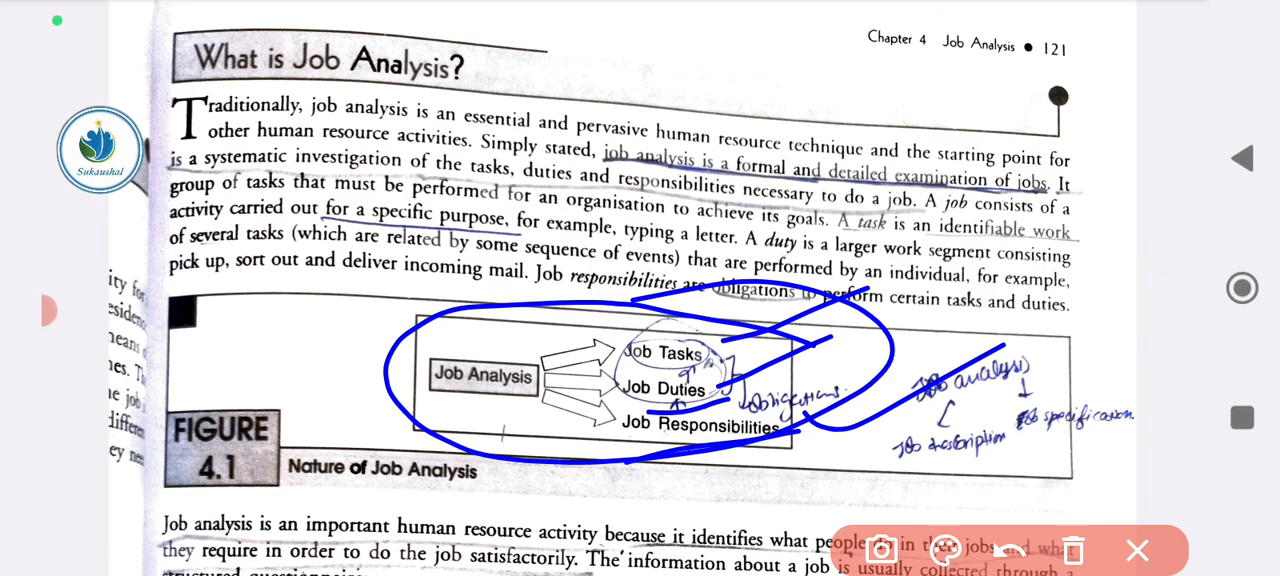 Chapter 4 Job Analysis ● 121
What is Job Analysis?
Traditionally, job analysis is an essential and pervasive human resource technique and the starting point for
other human resource activities. Simply stated, job analysis is a formal and detailed examination of jobs. It
is a systematic investigation of the tasks, duties and responsibilities necessary to do a job. A job consists of a
group of tasks that must be performed for an organisation to achieve its goals. A task is an identifiable work
activity carried out for a specific purpose, for example, typing a letter. A duty is a larger work segment consisting
of several tasks (which are related by some sequence of events) that are performed by an individual, for example,
pick up, sort out and deliver incoming mail. Job responsibilities are obligations to perform certain tasks and duties.
Sukaushal
ity for
means
Job Analysis
Job Tasks
Job Duties
Job Responsibilities
obligations
Job analysis
Job description
Job specification
FIGURE
4.1
Nature of Job Analysis
Job analysis is an important human resource activity because it identifies what people do in their jobs and what
they require in order to do the job satisfactorily. The information about a job is usually collected through a